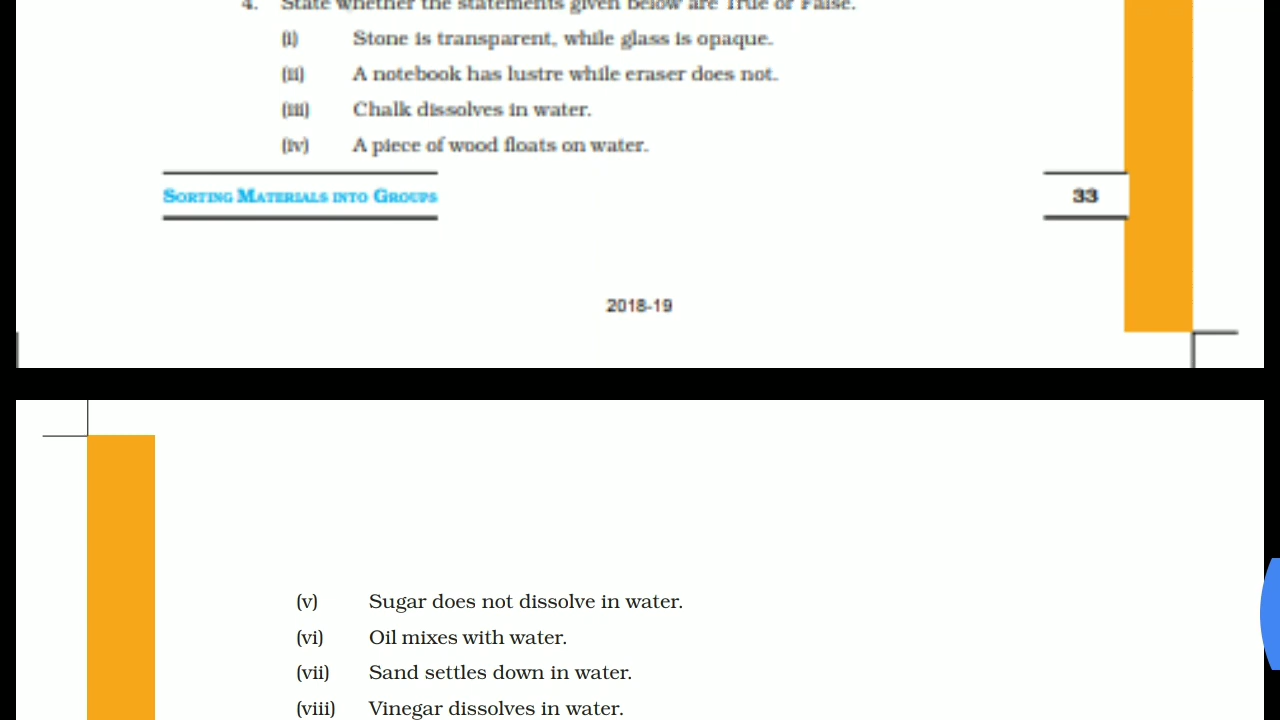 4. State whether the statements given below are True or False.
(i) Stone is transparent, while glass is opaque.
(ii) A notebook has lustre while eraser does not.
(iii) Chalk dissolves in water.
(iv) A piece of wood floats on water.
SORTING MATERIALS INTO GROUPS 33
2018-19
(v) Sugar does not dissolve in water.
(vi) Oil mixes with water.
(vii) Sand settles down in water.
(viii) Vinegar dissolves in water.